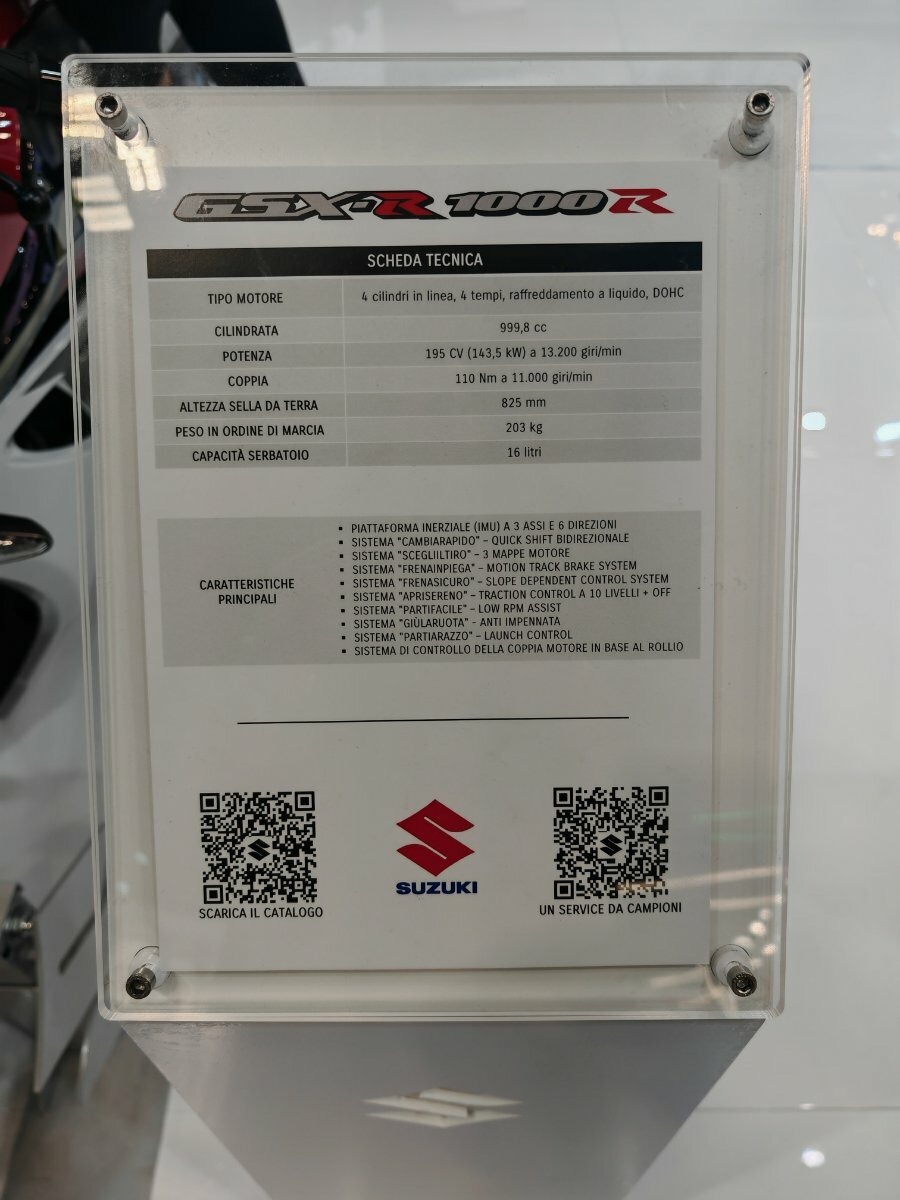 GSX-R 1000 R
SCHEDA TECNICA
TIPO MOTORE 4 cilindri in linea, 4 tempi, raffreddamento a liquido, DOHC
CILINDRATA 999,8 cc
POTENZA 195 CV (143,5 kW) a 13.200 giri/min
COPPIA 110 Nm a 11.000 giri/min
ALTEZZA SELLA DA TERRA 825 mm
PESO IN ORDINE DI MARCIA 203 kg
CAPACITÀ SERBATOIO 16 litri
CARATTERISTICHE
PRINCIPALI
▪ PIATTAFORMA INERZIALE (IMU) A 3 ASSI E 6 DIREZIONI
▪ SISTEMA "CAMBIARAPIDO" – QUICK SHIFT BIDIREZIONALE
▪ SISTEMA "SCEGLIILTIRO" – 3 MAPPE MOTORE
▪ SISTEMA "FRENAINPIEGA" – MOTION TRACK BRAKE SYSTEM
▪ SISTEMA "FRENASICURO" – SLOPE DEPENDENT CONTROL SYSTEM
▪ SISTEMA "APRISERENO" – TRACTION CONTROL A 10 LIVELLI + OFF
▪ SISTEMA "PARTIFACILE" – LOW RPM ASSIST
▪ SISTEMA "GIÙLARUOTA" - ANTI IMPENNATA
▪ SISTEMA "PARTIARAZZO" – LAUNCH CONTROL
▪ SISTEMA DI CONTROLLO DELLA COPPIA MOTORE IN BASE AL ROLLIO
SCARICA IL CATALOGO
SUZUKI
UN SERVICE DA CAMPIONI